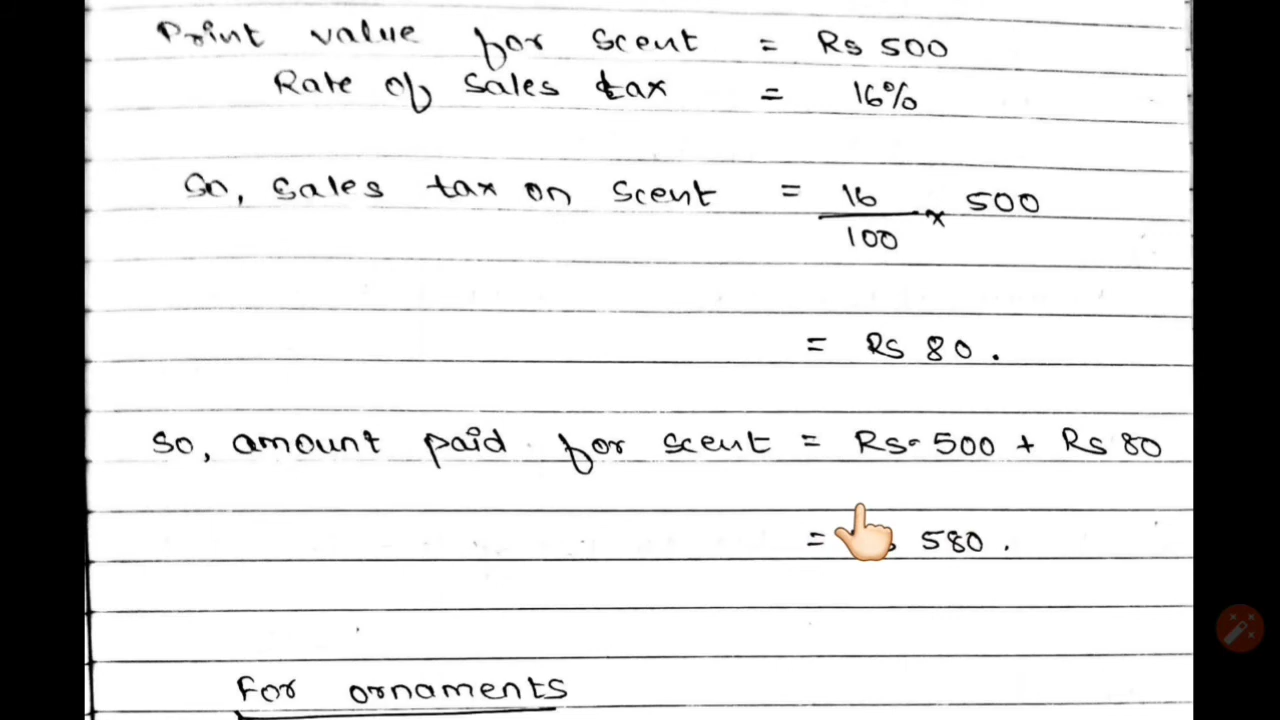 Print value for scent = Rs 500
Rate of sales tax = 16%
So, sales tax on scent = 16/100 × 500
= Rs 80.
So, amount paid for scent = Rs. 500 + Rs 80
= 580.
For ornaments